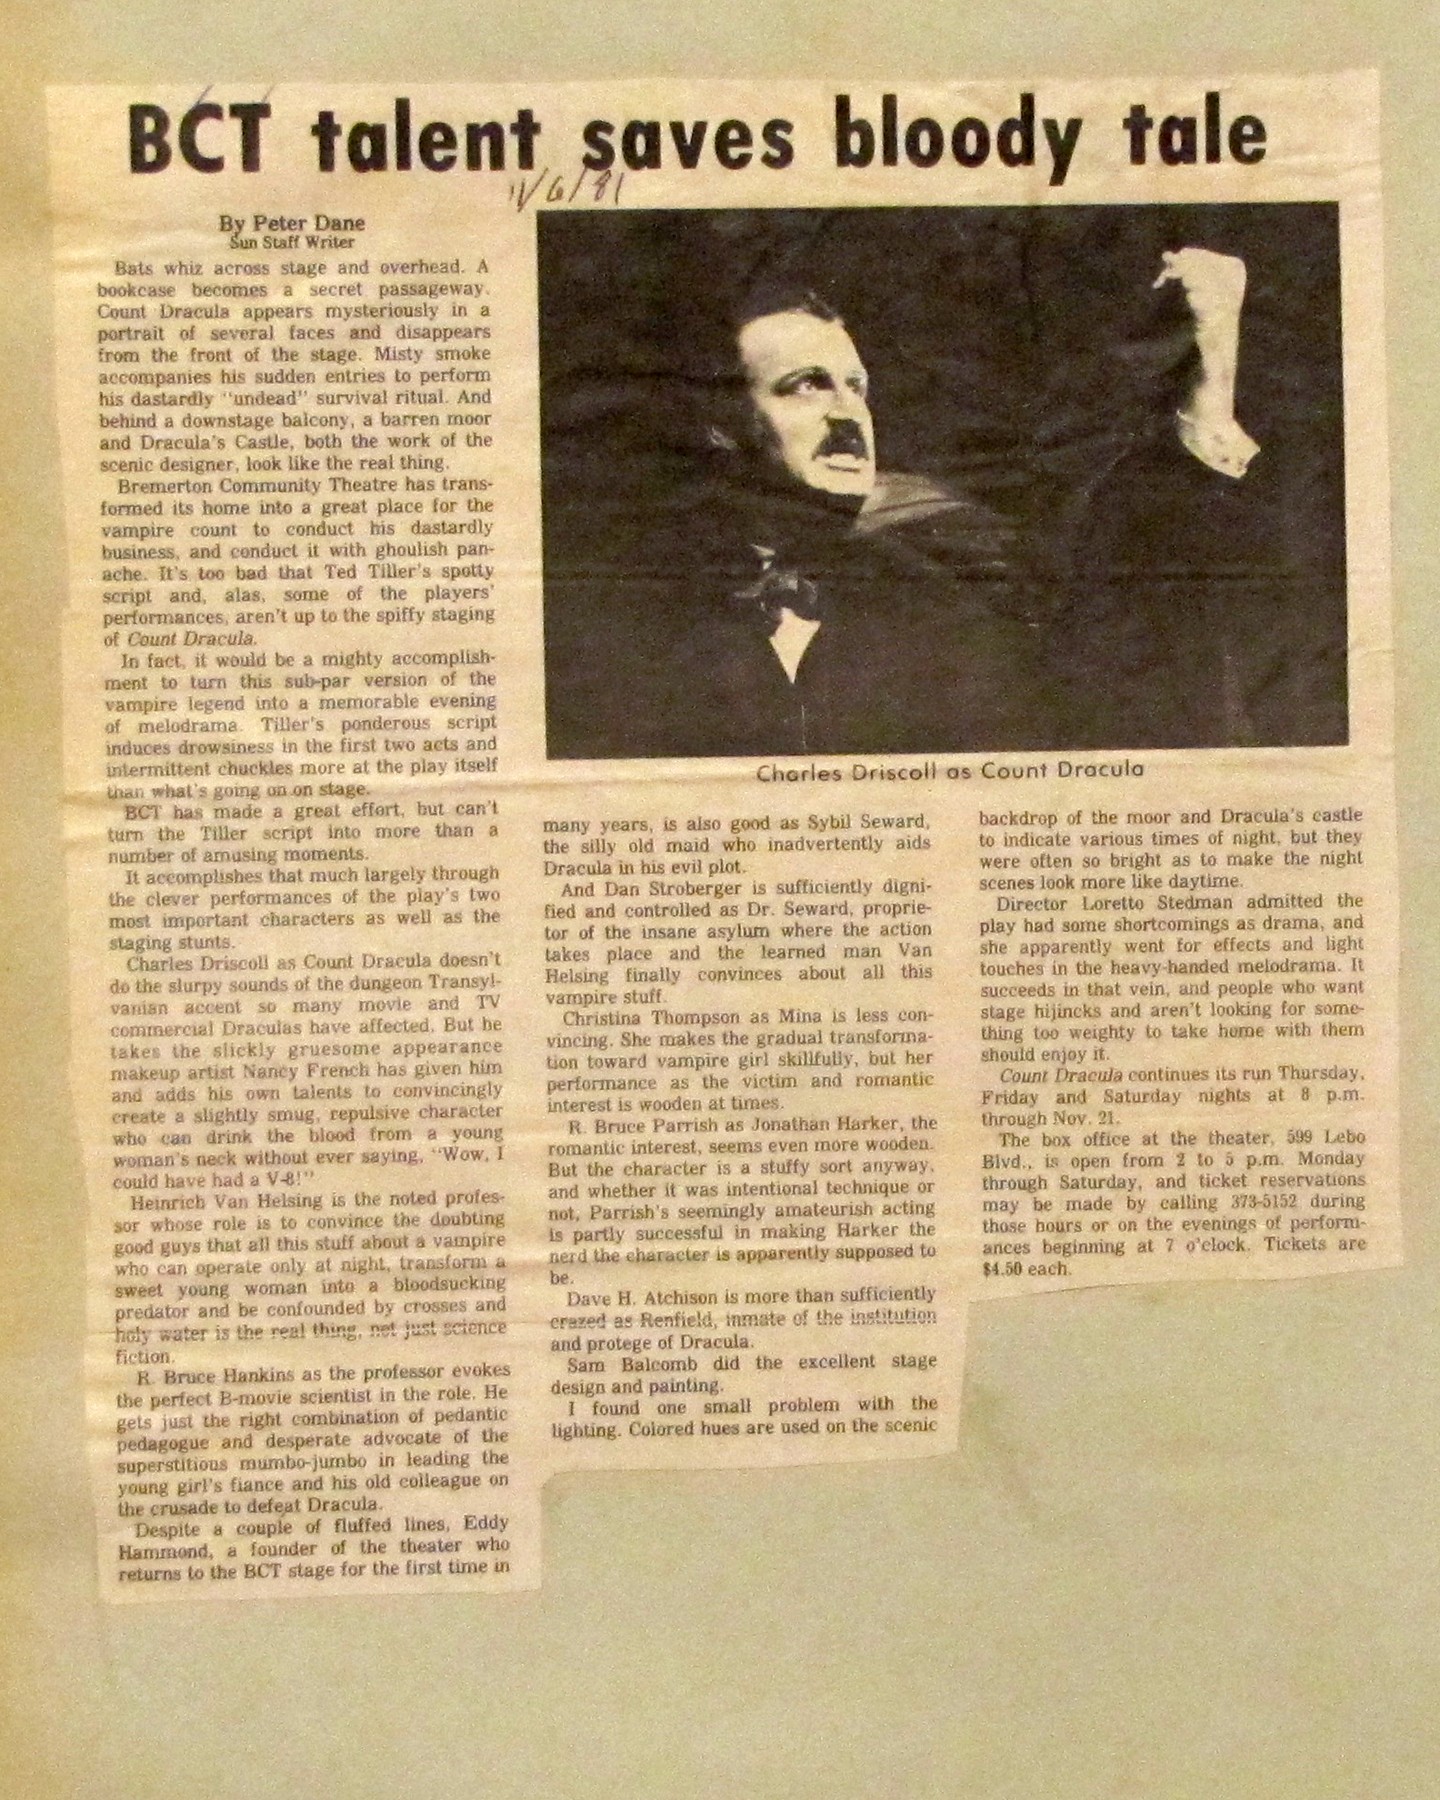 BCT talent saves bloody tale
11/6/81
By Peter Dane
Sun Staff Writer
Bats whiz across stage and overhead. A
bookcase becomes a secret passageway.
Count Dracula appears mysteriously in a
portrait of several faces and disappears
from the front of the stage. Misty smoke
accompanies his sudden entries to perform
his dastardly "undead" survival ritual. And
behind a downstage balcony, a barren moor
and Dracula's Castle, both the work of the
scenic designer, look like the real thing.
Bremerton Community Theatre has trans-
formed its home into a great place for the
vampire count to conduct his dastardly
business, and conduct it with ghoulish pan-
ache. It's too bad that Ted Tiller's spotty
script and, alas, some of the players'
performances, aren't up to the spiffy staging
of Count Dracula.
In fact, it would be a mighty accomplish-
ment to turn this sub-par version of the
vampire legend into a memorable evening
of melodrama. Tiller's ponderous script
induces drowsiness in the first two acts and
intermittent chuckles more at the play itself
than what's going on on stage.
BCT has made a great effort, but can't
turn the Tiller script into more than a
number of amusing moments.
It accomplishes that much largely through
the clever performances of the play's two
most important characters as well as the
staging stunts.
Charles Driscoll as Count Dracula doesn't
do the slurpy sounds of the dungeon Transyl-
vanian accent so many movie and TV
commercial Draculas have affected. But he
takes the slickly gruesome appearance
makeup artist Nancy French has given him
and adds his own talents to convincingly
create a slightly smug, repulsive character
who can drink the blood from a young
woman's neck without ever saying, "Wow, I
could have had a V-8!"
Heinrich Van Helsing is the noted profes-
sor whose role is to convince the doubting
good guys that all this stuff about a vampire
who can operate only at night, transform a
sweet young woman into a bloodsucking
predator and be confounded by crosses and
holy water is the real thing, not just science
fiction.
R. Bruce Hankins as the professor evokes
the perfect B-movie scientist in the role. He
gets just the right combination of pedantic
pedagogue and desperate advocate of the
superstitious mumbo-jumbo in leading the
young girl's fiance and his old colleague on
the crusade to defeat Dracula.
Despite a couple of fluffed lines, Eddy
Hammond, a founder of the theater who
returns to the BCT stage for the first time in
Charles Driscoll as Count Dracula
many years, is also good as Sybil Seward,
the silly old maid who inadvertently aids
Dracula in his evil plot.
And Dan Stroberger is sufficiently digni-
fied and controlled as Dr. Seward, proprie-
tor of the insane asylum where the action
takes place and the learned man Van
Helsing finally convinces about all this
vampire stuff.
Christina Thompson as Mina is less con-
vincing. She makes the gradual transforma-
tion toward vampire girl skillfully, but her
performance as the victim and romantic
interest is wooden at times.
R. Bruce Parrish as Jonathan Harker, the
romantic interest, seems even more wooden.
But the character is a stuffy sort anyway,
and whether it was intentional technique or
not, Parrish's seemingly amateurish acting
is partly successful in making Harker the
nerd the character is apparently supposed to
be.
Dave H. Atchison is more than sufficiently
crazed as Renfield, inmate of the institution
and protege of Dracula.
Sam Balcomb did the excellent stage
design and painting.
I found one small problem with the
lighting. Colored hues are used on the scenic
backdrop of the moor and Dracula's castle
to indicate various times of night, but they
were often so bright as to make the night
scenes look more like daytime.
Director Loretto Stedman admitted the
play had some shortcomings as drama, and
she apparently went for effects and light
touches in the heavy-handed melodrama. It
succeeds in that vein, and people who want
stage hijincks and aren't looking for some-
thing too weighty to take home with them
should enjoy it.
Count Dracula continues its run Thursday,
Friday and Saturday nights at 8 p.m.
through Nov. 21.
The box office at the theater, 599 Lebo
Blvd., is open from 2 to 5 p.m. Monday
through Saturday, and ticket reservations
may be made by calling 373-5152 during
those hours or on the evenings of perform-
ances beginning at 7 o'clock. Tickets are
$4.50 each.